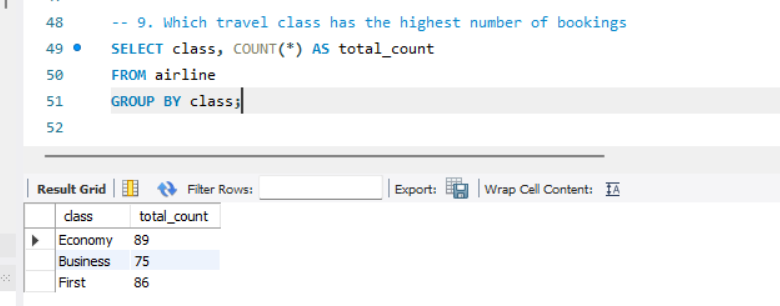 48 -- 9. Which travel class has the highest number of bookings
49 SELECT class, COUNT(*) AS total_count
50 FROM airline
51 GROUP BY class;
52
Result Grid Filter Rows: Export: Wrap Cell Content: IA
class total_count
Economy 89
Business 75
First 86